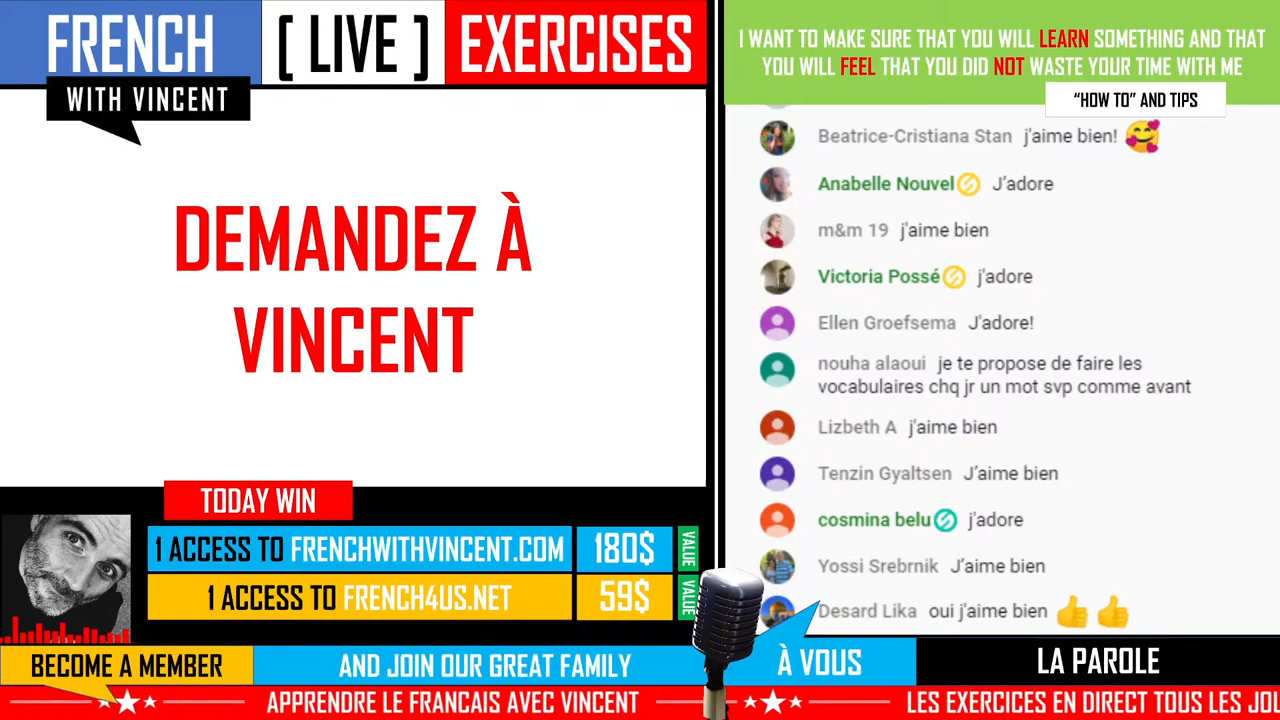 FRENCH
[ LIVE ]
EXERCISES
WITH VINCENT
DEMANDEZ À
VINCENT
TODAY WIN
1 ACCESS TO FRENCHWITHVINCENT.COM
180$
VALUE
1 ACCESS TO FRENCH4US.NET
59$
VALUE
I WANT TO MAKE SURE THAT YOU WILL LEARN SOMETHING AND THAT
YOU WILL FEEL THAT YOU DID NOT WASTE YOUR TIME WITH ME
“HOW TO” AND TIPS
Beatrice-Cristiana Stan j'aime bien! 🥰
Anabelle Nouvel J'adore
m&m 19 j'aime bien
Victoria Possé j'adore
Ellen Groefsema J'adore!
nouha alaoui je te propose de faire les
vocabulaires chq jr un mot svp comme avant
Lizbeth A j'aime bien
Tenzin Gyaltsen J'aime bien
cosmina belu j'adore
Yossi Srebrnik J'aime bien
Desard Lika oui j'aime bien 👍 👍
BECOME A MEMBER
AND JOIN OUR GREAT FAMILY
À VOUS
LA PAROLE
APPRENDRE LE FRANCAIS AVEC VINCENT
LES EXERCICES EN DIRECT TOUS LES JOU